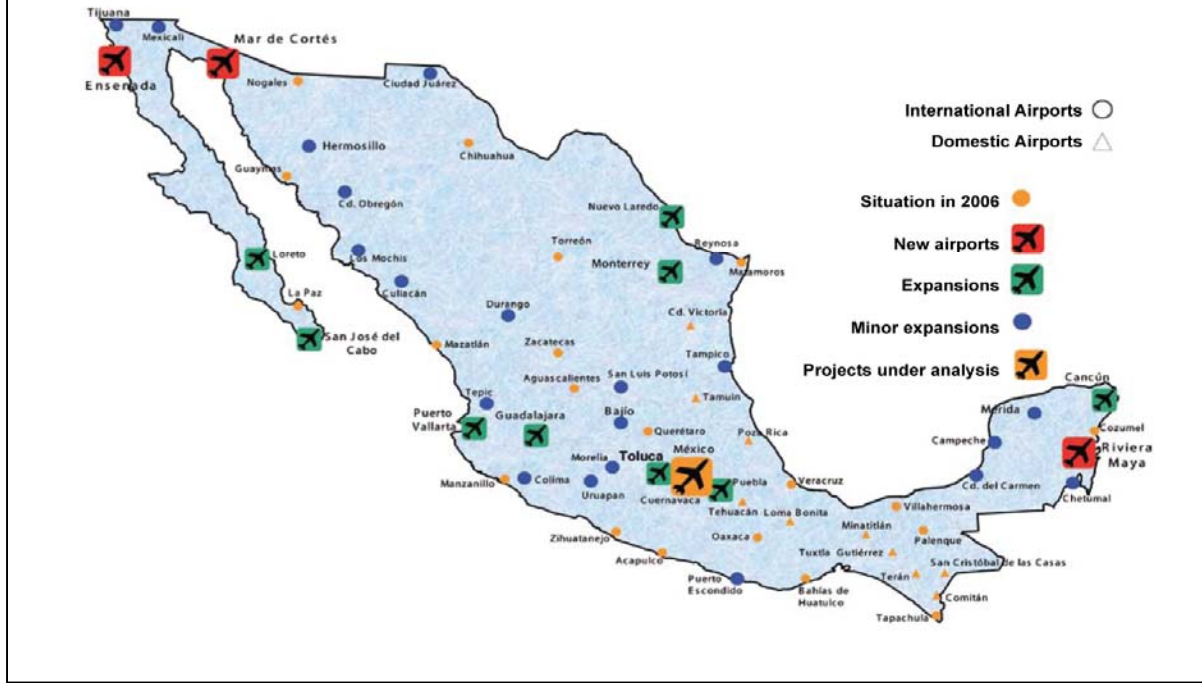 Tijuana
Mexicali
Mar de Cortés
Ensenada
Nogales
Ciudad Juárez
International Airports
Domestic Airports
Hermosillo
Chihuahua
Guaymas
Cd. Obregón
Situation in 2006
Nuevo Laredo
New airports
Torreón
Reynosa
Loreto
Los Mochis
Monterrey
Matamoros
Expansions
Culiacán
La Paz
Durango
Cd. Victoria
Minor expansions
San José del
Cabo
Mazatlán
Zacatecas
Tampico
Projects under analysis
Aguascalientes
San Luis Potosí
Cancún
Tepic
Tamuin
Puerto
Vallarta
Guadalajara
Bajío
Mérida
Querétaro
Poza Rica
Cozumel
Campeche
Riviera
Maya
Morelia
Toluca
México
Manzanillo
Colima
Uruapan
Cuernavaca
Puebla
Veracruz
Cd. del Carmen
Chetumal
Tehuacán
Loma Bonita
Villahermosa
Minatitlán
Zihuatanejo
Oaxaca
Palenque
Acapulco
Tuxtla Gutiérrez
San Cristóbal de las Casas
Puerto
Escondido
Bahías de
Huatulco
Terán
Comitán
Tapachula